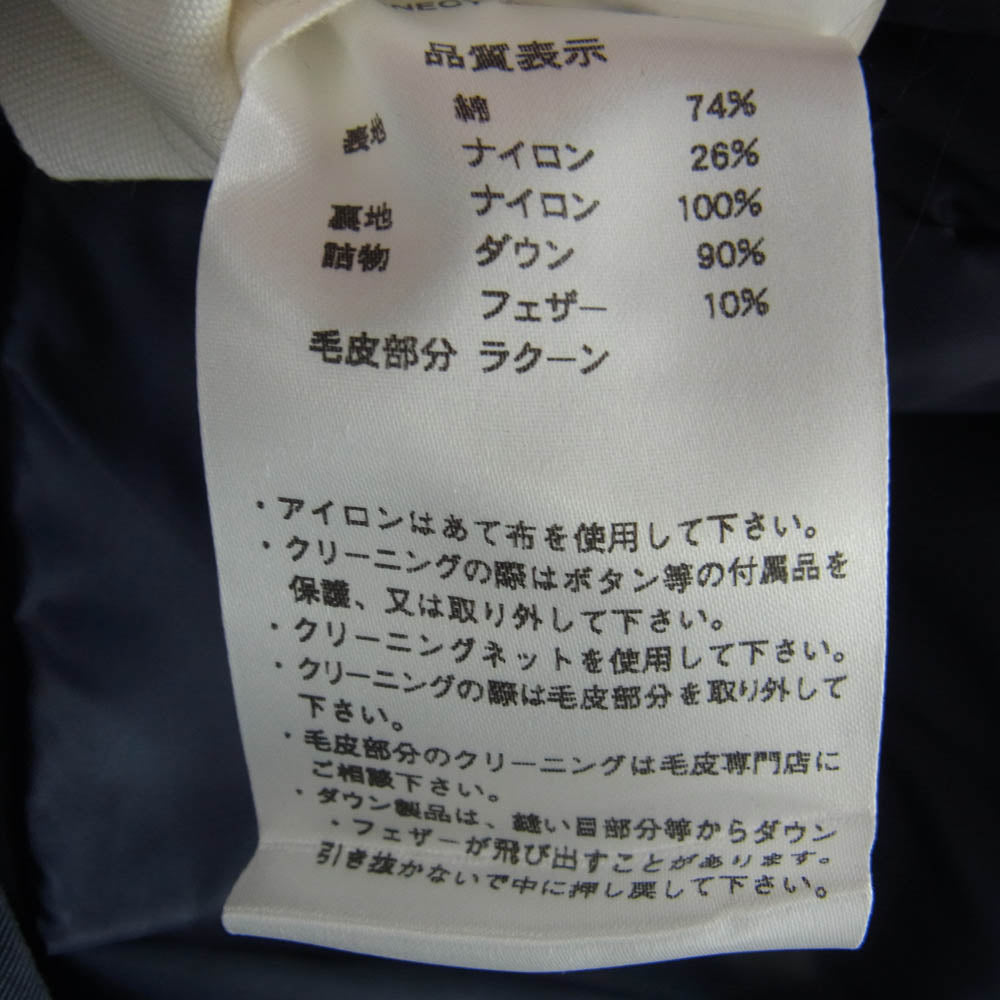 品質表示
表地 綿 74%
ナイロン 26%
裏地 ナイロン 100%
詰物 ダウン 90%
フェザー 10%
毛皮部分 ラクーン
・アイロンはあて布を使用して下さい。
・クリーニングの際はボタン等の付属品を
保護、又は取り外して下さい。
・クリーニングネットを使用して下さい。
・クリーニングの際は毛皮部分を取り外して
下さい。
・毛皮部分のクリーニングは毛皮専門店に
ご相談下さい。
・ダウン製品は、縫い目部分等からダウン
・フェザーが飛び出すことがあります。
引き抜かないで中に押し戻して下さい。